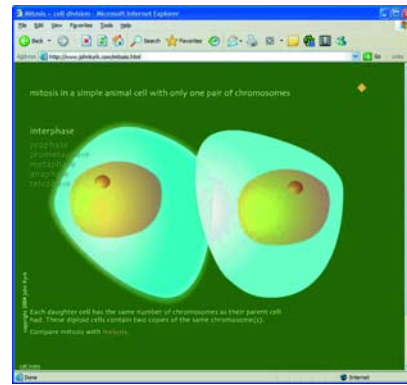 Mitosis - cell division - Microsoft Internet Explorer
File Edit View Favorites Tools Help
Back Search Favorites
Address http://www.johnkyrk.com/mitosis.html Go Links
mitosis in a simple animal cell with only one pair of chromosomes
interphase
prophase
prometaphase
metaphase
anaphase
telophase
copyright 2004 John Kyrk
Each daughter cell has the same number of chromosomes as their parent cell
had. These diploid cells contain two copies of the same chromosome(s).
Compare mitosis with meiosis.
cell index
Done Internet